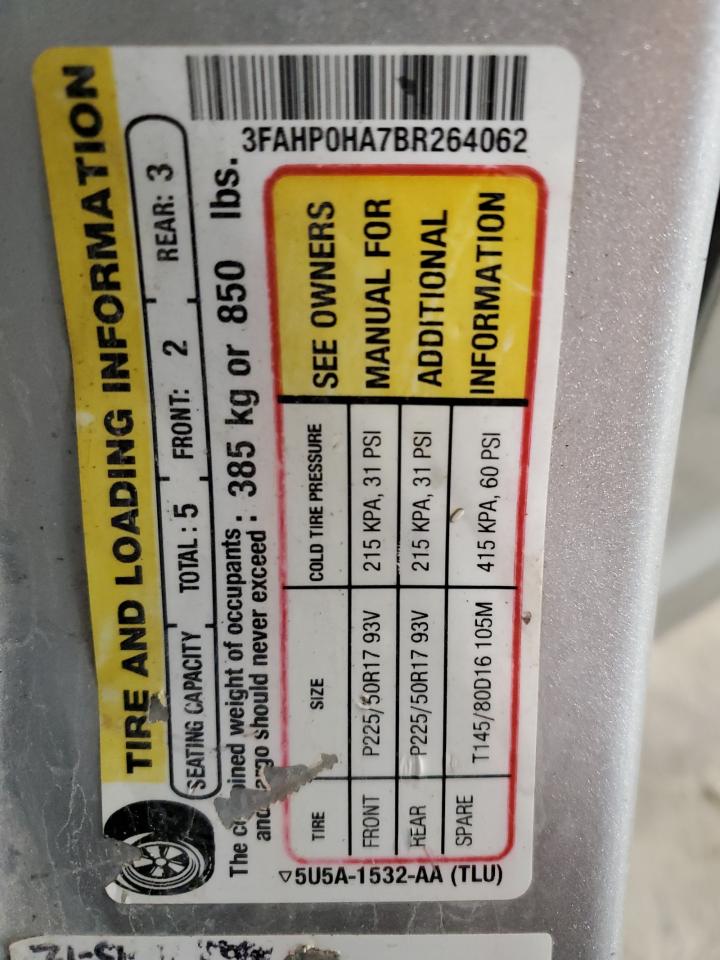 3FAHP0HA7BR264062
TIRE AND LOADING INFORMATION
SEATING CAPACITY TOTAL : 5 FRONT: 2 REAR: 3
The weight of occupants
and should never exceed : 385 kg or 850 lbs.
TIRE SIZE COLD TIRE PRESSURE SEE OWNERS
FRONT P225/50R17 93V 215 KPA, 31 PSI MANUAL FOR
REAR P225/50R17 93V 215 KPA, 31 PSI ADDITIONAL
SPARE T145/80D16 105M 415 KPA, 60 PSI INFORMATION
5U5A-1532-AA (TLU)